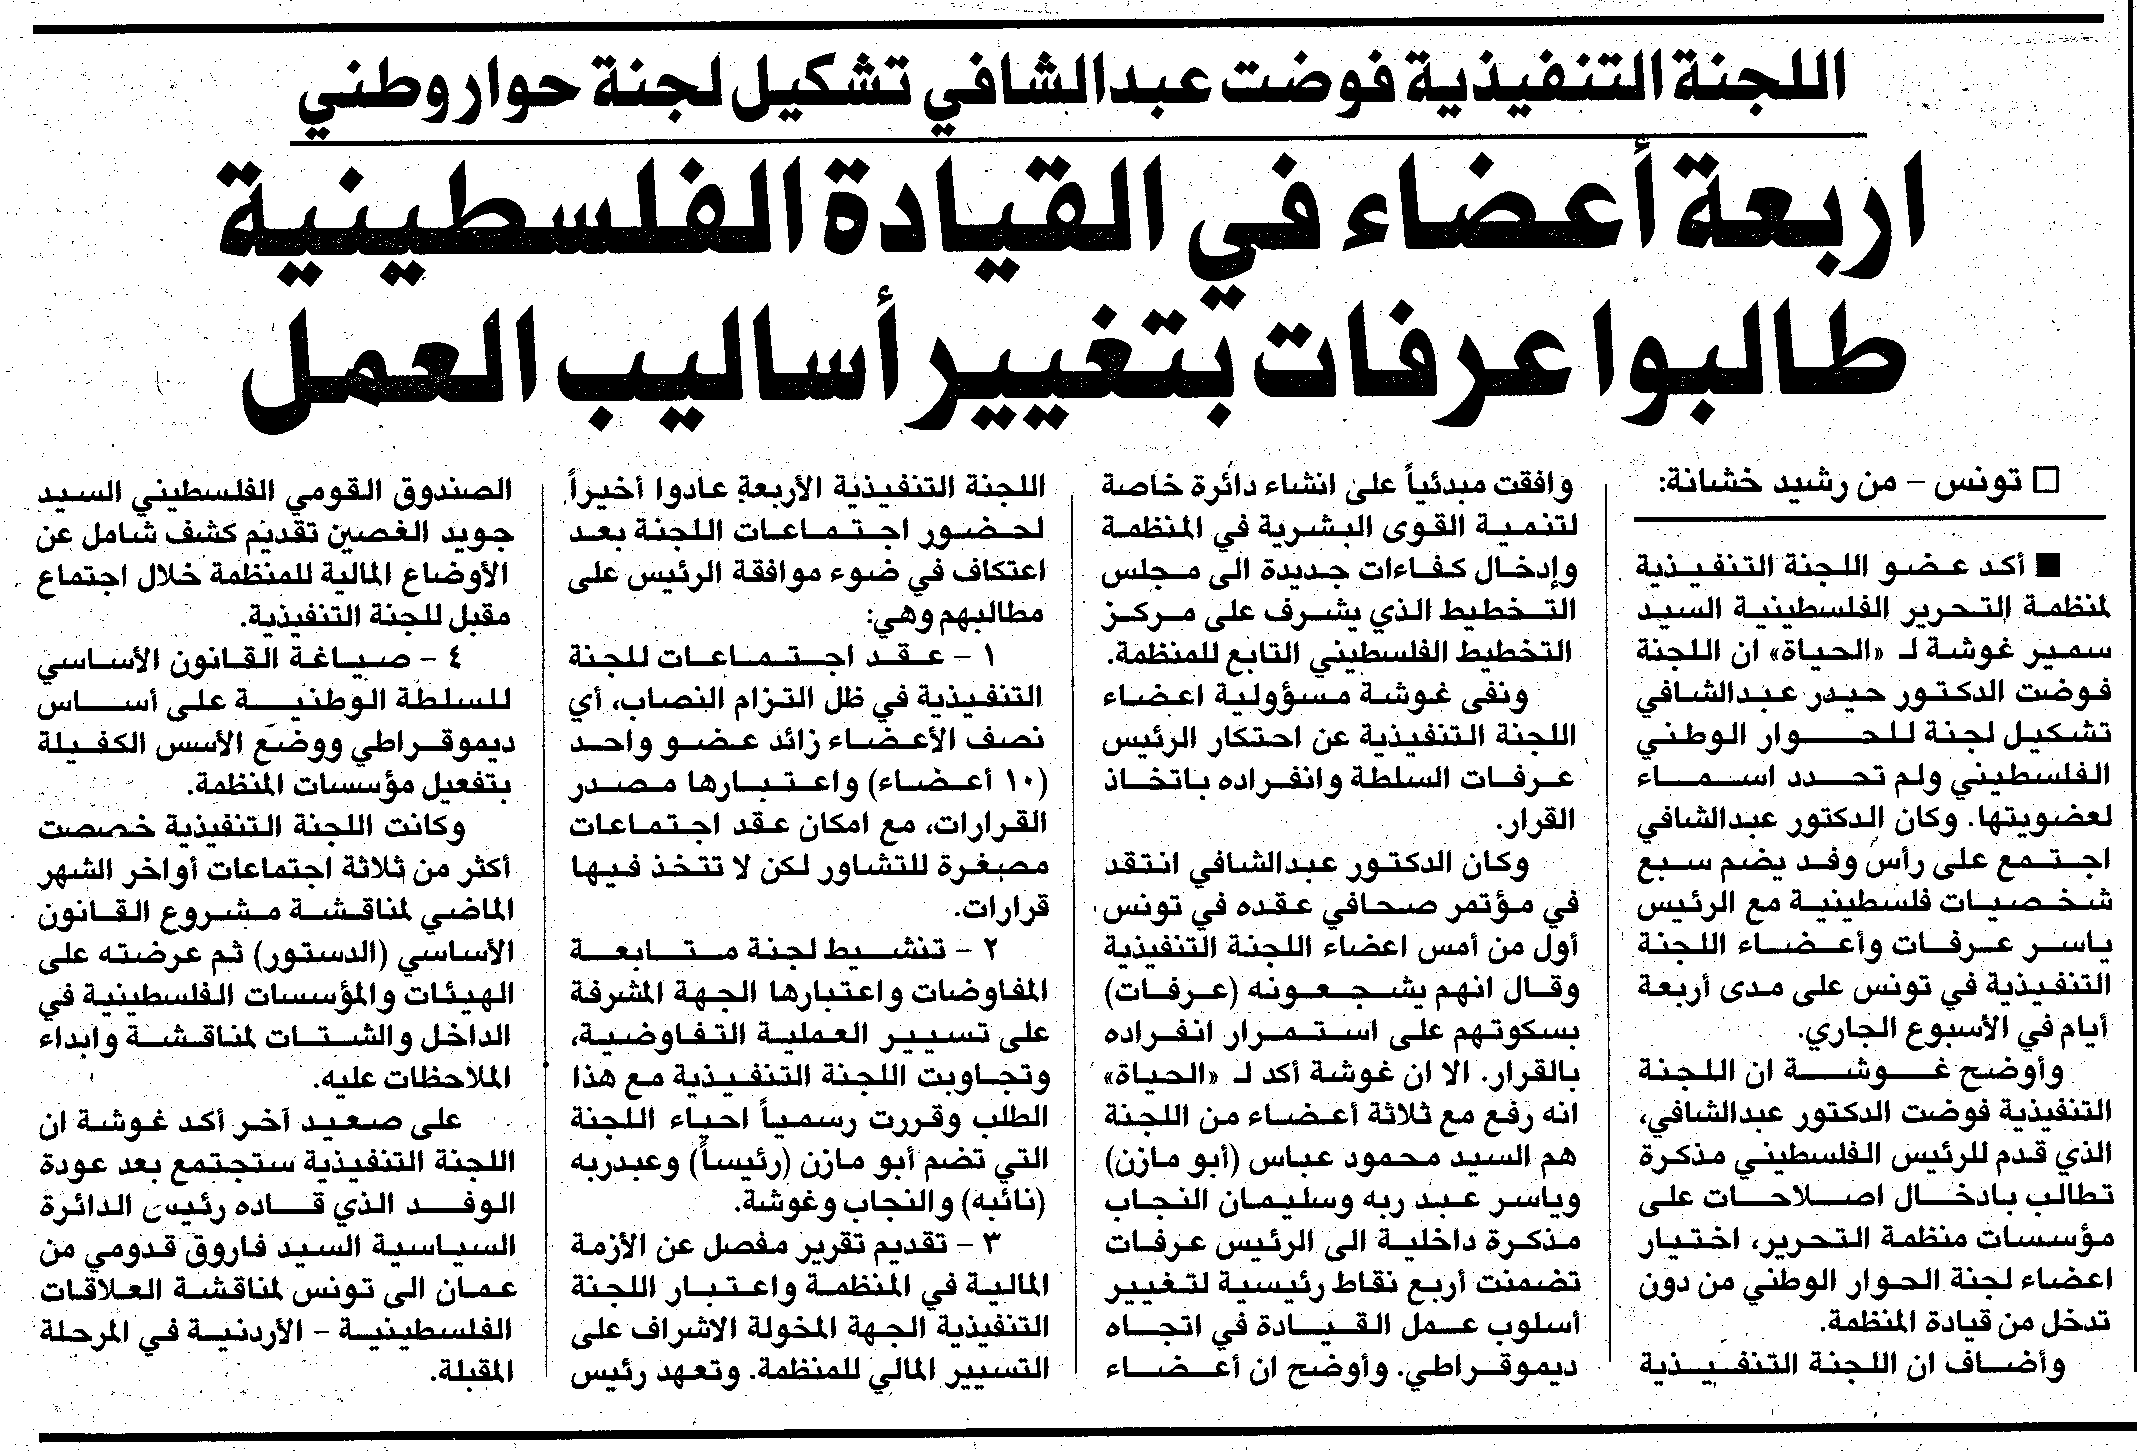 اللجنة التنفيذية فوضت عبدالشافي تشكيل لجنة حوار وطني
اربعة أعضاء في القيادة الفلسطينية
طالبوا عرفات بتغيير أساليب العمل
□ تونس - من رشيد خشانة:
■ أكد عضو اللجنة التنفيذية
لمنظمة التحرير الفلسطينية السيد
سمير غوشة لـ «الحياة» ان اللجنة
فوضت الدكتور حيدر عبدالشافي
تشكيل لجنة للحوار الوطني
الفلسطيني ولم تحدد اسماء
لعضويتها. وكان الدكتور عبدالشافي
اجتمع على رأس وفد يضم سبع
شخصيات فلسطينية مع الرئيس
ياسر عرفات وأعضاء اللجنة
التنفيذية في تونس على مدى أربعة
أيام في الأسبوع الجاري.
وأوضح غوشة ان اللجنة
التنفيذية فوضت الدكتور عبدالشافي،
الذي قدم للرئيس الفلسطيني مذكرة
تطالب بادخال اصلاحات على
مؤسسات منظمة التحرير، اختيار
اعضاء لجنة الحوار الوطني من دون
تدخل من قيادة المنظمة.
وأضاف ان اللجنة التنفيذية
وافقت مبدئياً على انشاء دائرة خاصة
لتنمية القوى البشرية في المنظمة
وإدخال كفاءات جديدة الى مجلس
التخطيط الذي يشرف على مركز
التخطيط الفلسطيني التابع للمنظمة.
ونفى غوشة مسؤولية اعضاء
اللجنة التنفيذية عن احتكار الرئيس
عرفات السلطة وانفراده باتخاذ
القرار.
وكان الدكتور عبدالشافي انتقد
في مؤتمر صحافي عقده في تونس
أول من أمس اعضاء اللجنة التنفيذية
وقال انهم يشجعونه (عرفات)
بسكوتهم على استمرار انفراده
بالقرار. الا ان غوشة أكد لـ «الحياة»
انه رفع مع ثلاثة أعضاء من اللجنة
هم السيد محمود عباس (أبو مازن)
وياسر عبد ربه وسليمان النجاب
مذكرة داخلية الى الرئيس عرفات
تضمنت أربع نقاط رئيسية لتغيير
أسلوب عمل القيادة في اتجاه
ديموقراطي. وأوضح ان أعضاء
اللجنة التنفيذية الأربعة عادوا أخيراً
لحضور اجتماعات اللجنة بعد
اعتكاف في ضوء موافقة الرئيس على
مطالبهم وهي:
١ - عقد اجتماعات للجنة
التنفيذية في ظل التزام النصاب، أي
نصف الأعضاء زائد عضو واحد
(١٠ أعضاء) واعتبارها مصدر
القرارات، مع امكان عقد اجتماعات
مصغرة للتشاور لكن لا تتخذ فيها
قرارات.
٢ - تنشيط لجنة متابعة
المفاوضات واعتبارها الجهة المشرفة
على تسيير العملية التفاوضية،
وتجاوبت اللجنة التنفيذية مع هذا
الطلب وقررت رسمياً احياء اللجنة
التي تضم أبو مازن (رئيساً) وعبدربه
(نائبه) والنجاب وغوشة.
٣ - تقديم تقرير مفصل عن الأزمة
المالية في المنظمة واعتبار اللجنة
التنفيذية الجهة المخولة الاشراف على
التسيير المالي للمنظمة. وتعهد رئيس
الصندوق القومي الفلسطيني السيد
جويد الغصين تقديم كشف شامل عن
الأوضاع المالية للمنظمة خلال اجتماع
مقبل للجنة التنفيذية.
٤ - صياغة القانون الأساسي
للسلطة الوطنية على أساس
ديموقراطي ووضع الأسس الكفيلة
بتفعيل مؤسسات المنظمة.
وكانت اللجنة التنفيذية خصصت
أكثر من ثلاثة اجتماعات أواخر الشهر
الماضي لمناقشة مشروع القانون
الأساسي (الدستور) ثم عرضته على
الهيئات والمؤسسات الفلسطينية في
الداخل والشتات لمناقشة وابداء
الملاحظات عليه.
على صعيد آخر أكد غوشة ان
اللجنة التنفيذية ستجتمع بعد عودة
الوفد الذي قاده رئيس الدائرة
السياسية السيد فاروق قدومي من
عمان الى تونس لمناقشة العلاقات
الفلسطينية - الأردنية في المرحلة
المقبلة.